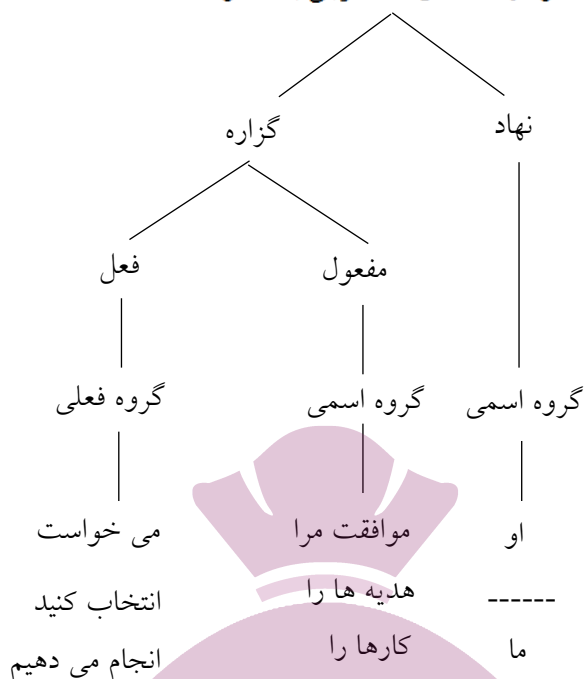 نهاد گزاره
مفعول فعل
گروه اسمی گروه اسمی گروه فعلی
او موافقت مرا می خواست
------ هدیه ها را انتخاب کنید
ما کارها را انجام می دهیم